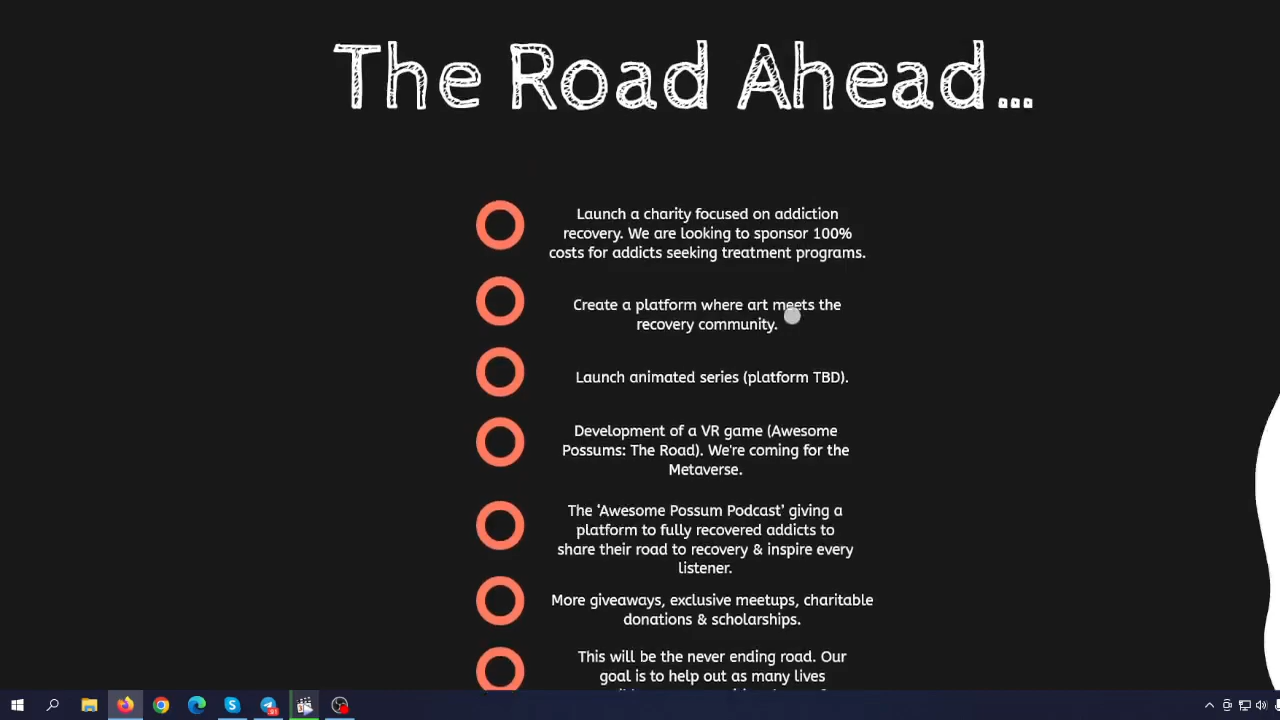 The Road Ahead...
Launch a charity focused on addiction
recovery. We are looking to sponsor 100%
costs for addicts seeking treatment programs.
Create a platform where art meets the
recovery community.
Launch animated series (platform TBD).
Development of a VR game (Awesome
Possums: The Road). We're coming for the
Metaverse.
The ‘Awesome Possum Podcast’ giving a
platform to fully recovered addicts to
share their road to recovery & inspire every
listener.
More giveaways, exclusive meetups, charitable
donations & scholarships.
This will be the never ending road. Our
goal is to help out as many lives